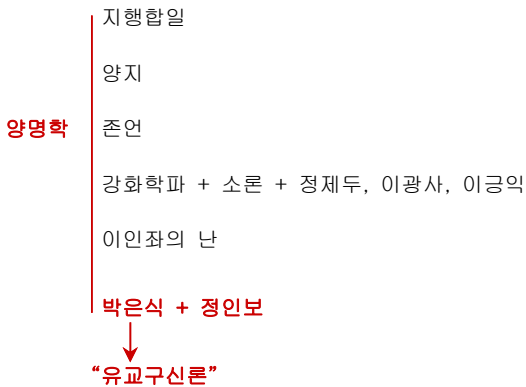 지행합일
양지
양명학
존언
강화학파 + 소론 + 정제두, 이광사, 이긍익
이인좌의 난
박은식 + 정인보
“유교구신론”